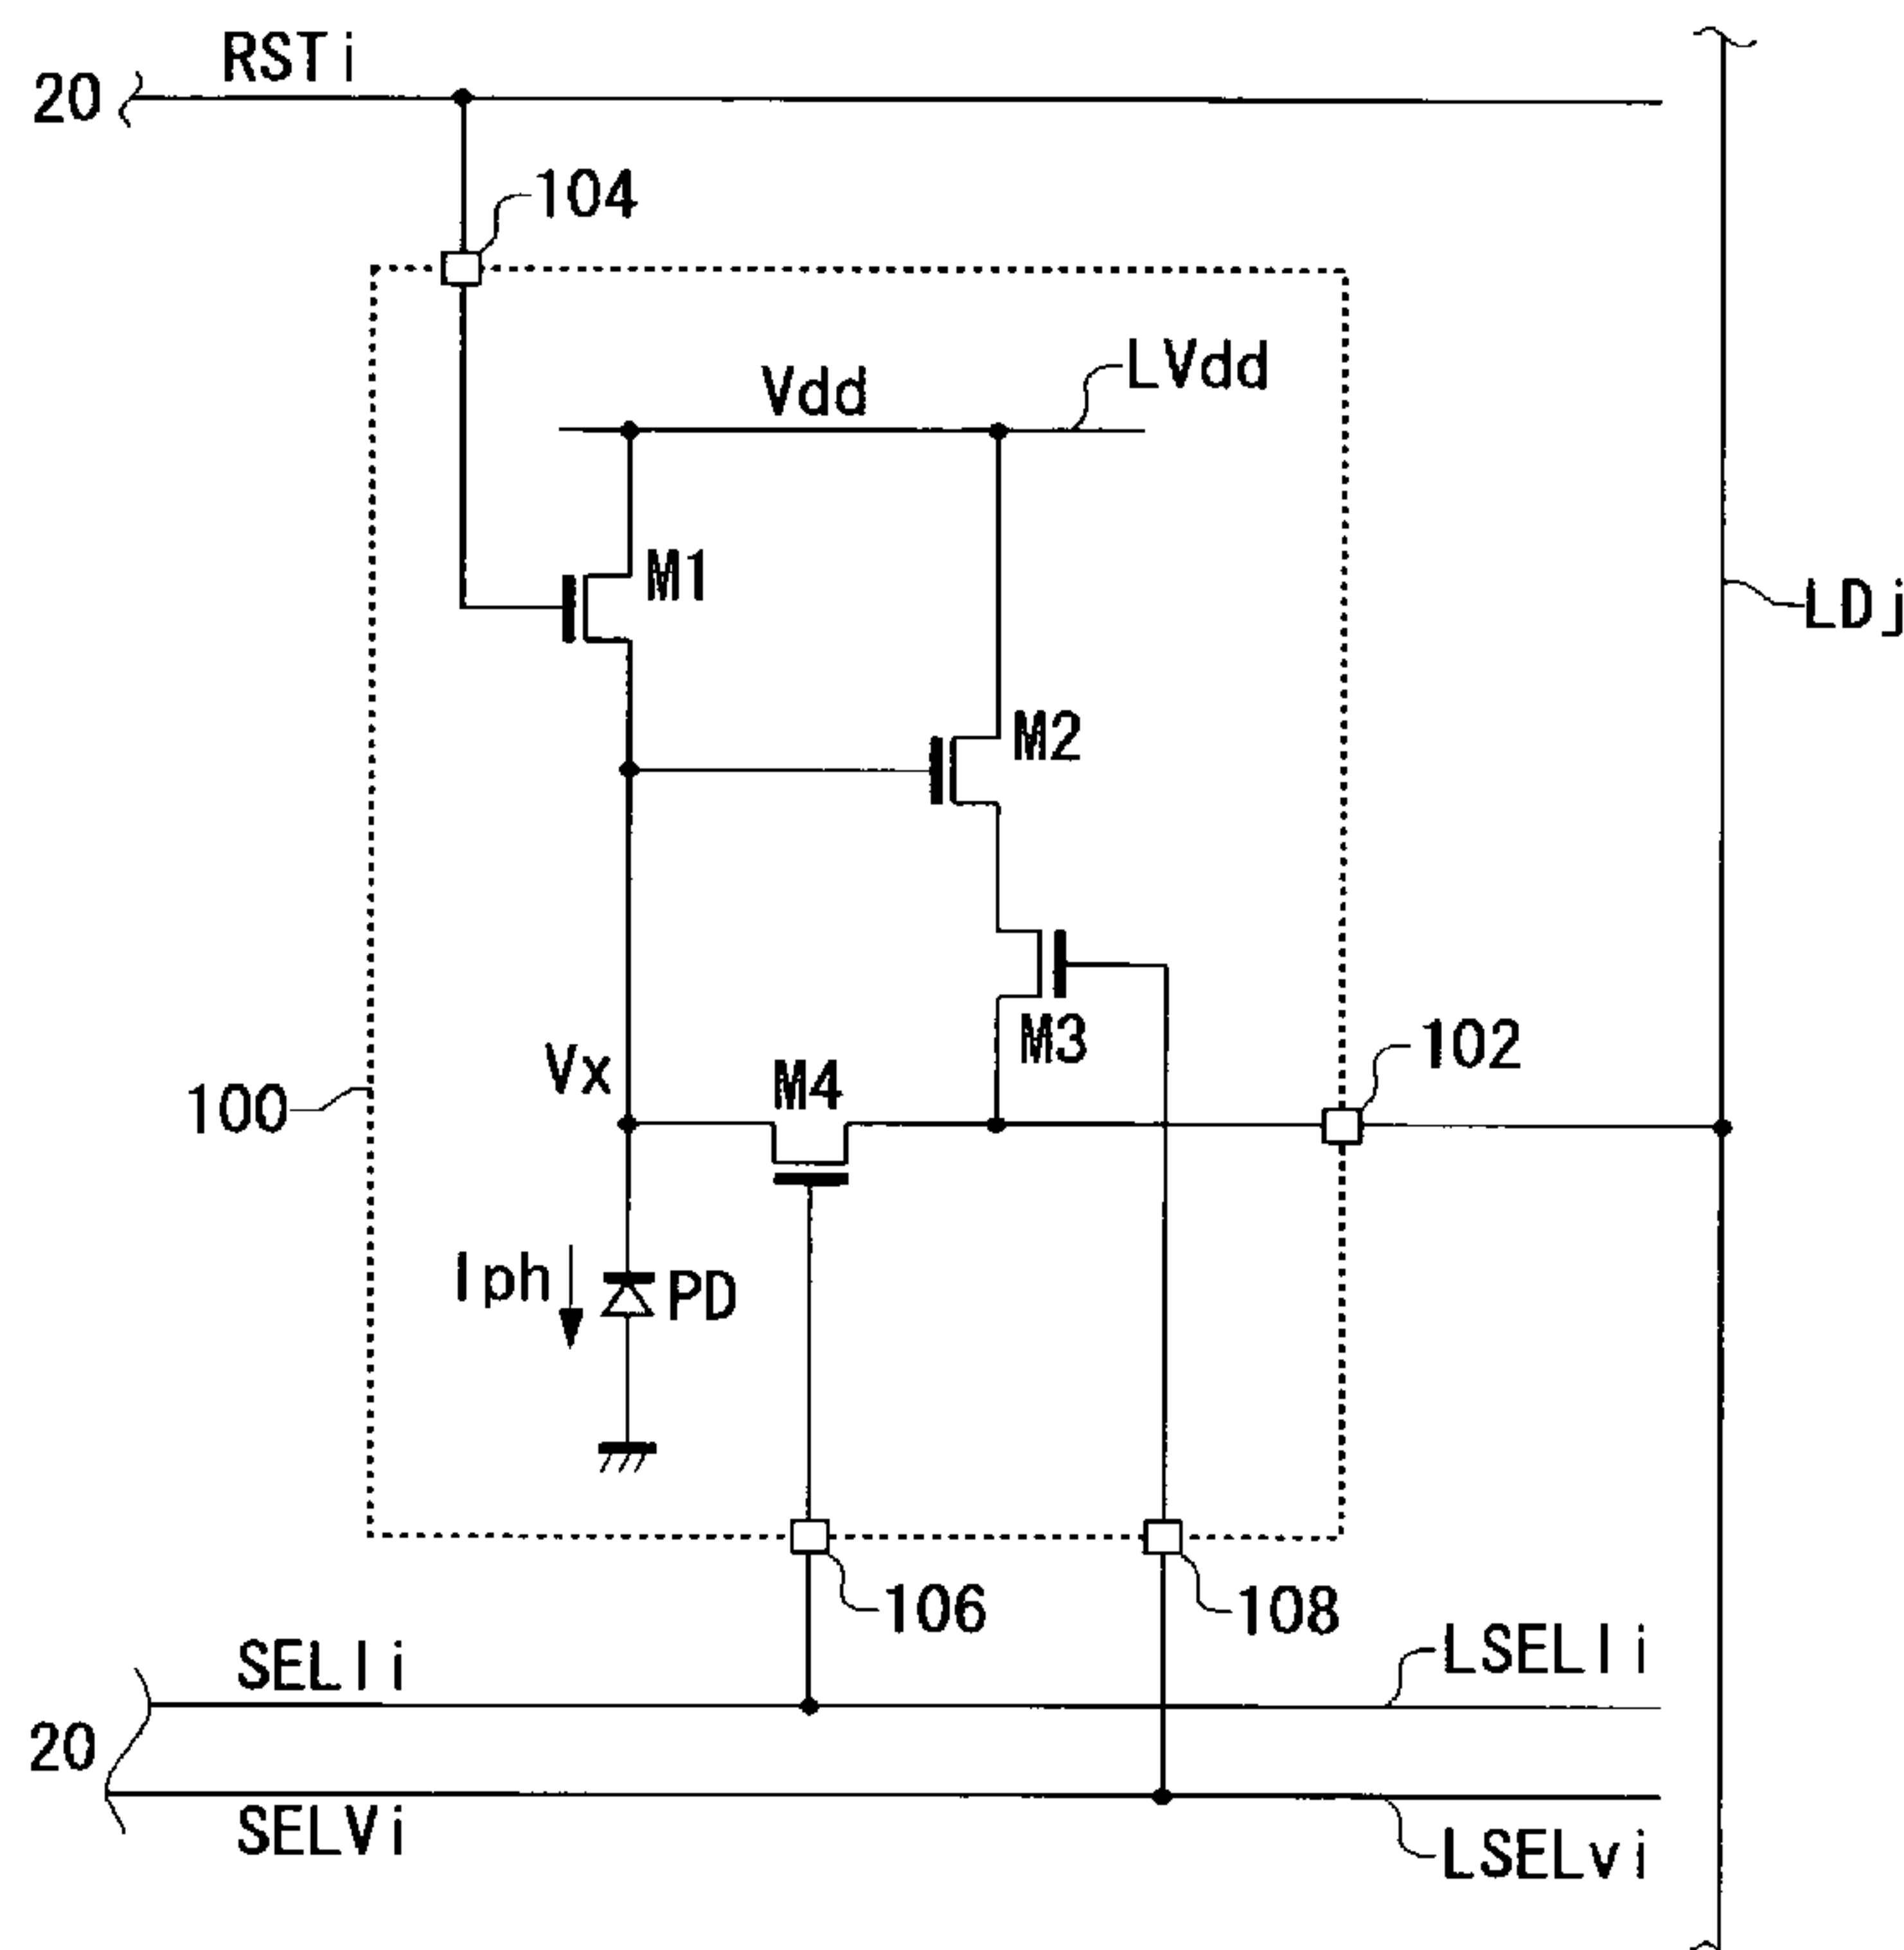 RSTi
20
104
Vdd
LVdd
M1
LDj
M2
M3
102
Vx
M4
100
Iph
PD
106
108
SELIi
LSELIi
20
SELVi
LSELvi